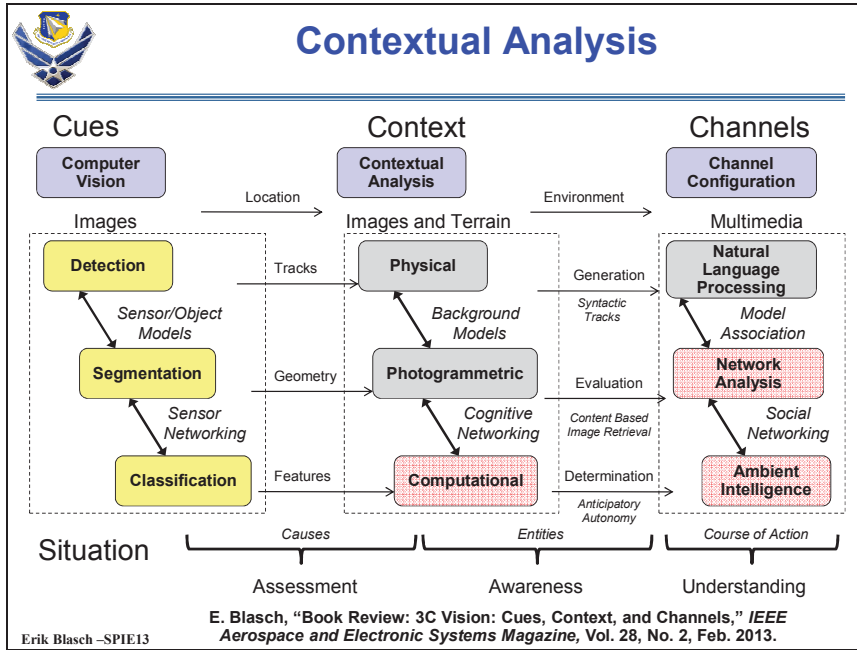 Contextual Analysis
Cues
Context
Channels
Computer
Vision
Contextual
Analysis
Channel
Configuration
Location
Environment
Images
Images and Terrain
Multimedia
Detection
Tracks
Physical
Generation
Syntactic
Tracks
Natural
Language
Processing
Sensor/Object
Models
Background
Models
Model
Association
Segmentation
Geometry
Photogrammetric
Evaluation
Content Based
Image Retrieval
Network
Analysis
Sensor
Networking
Cognitive
Networking
Social
Networking
Classification
Features
Computational
Determination
Anticipatory
Autonomy
Ambient
Intelligence
Situation
Causes
Entities
Course of Action
Assessment
Awareness
Understanding
E. Blasch, “Book Review: 3C Vision: Cues, Context, and Channels,” IEEE
Aerospace and Electronic Systems Magazine, Vol. 28, No. 2, Feb. 2013.
Erik Blasch –SPIE13